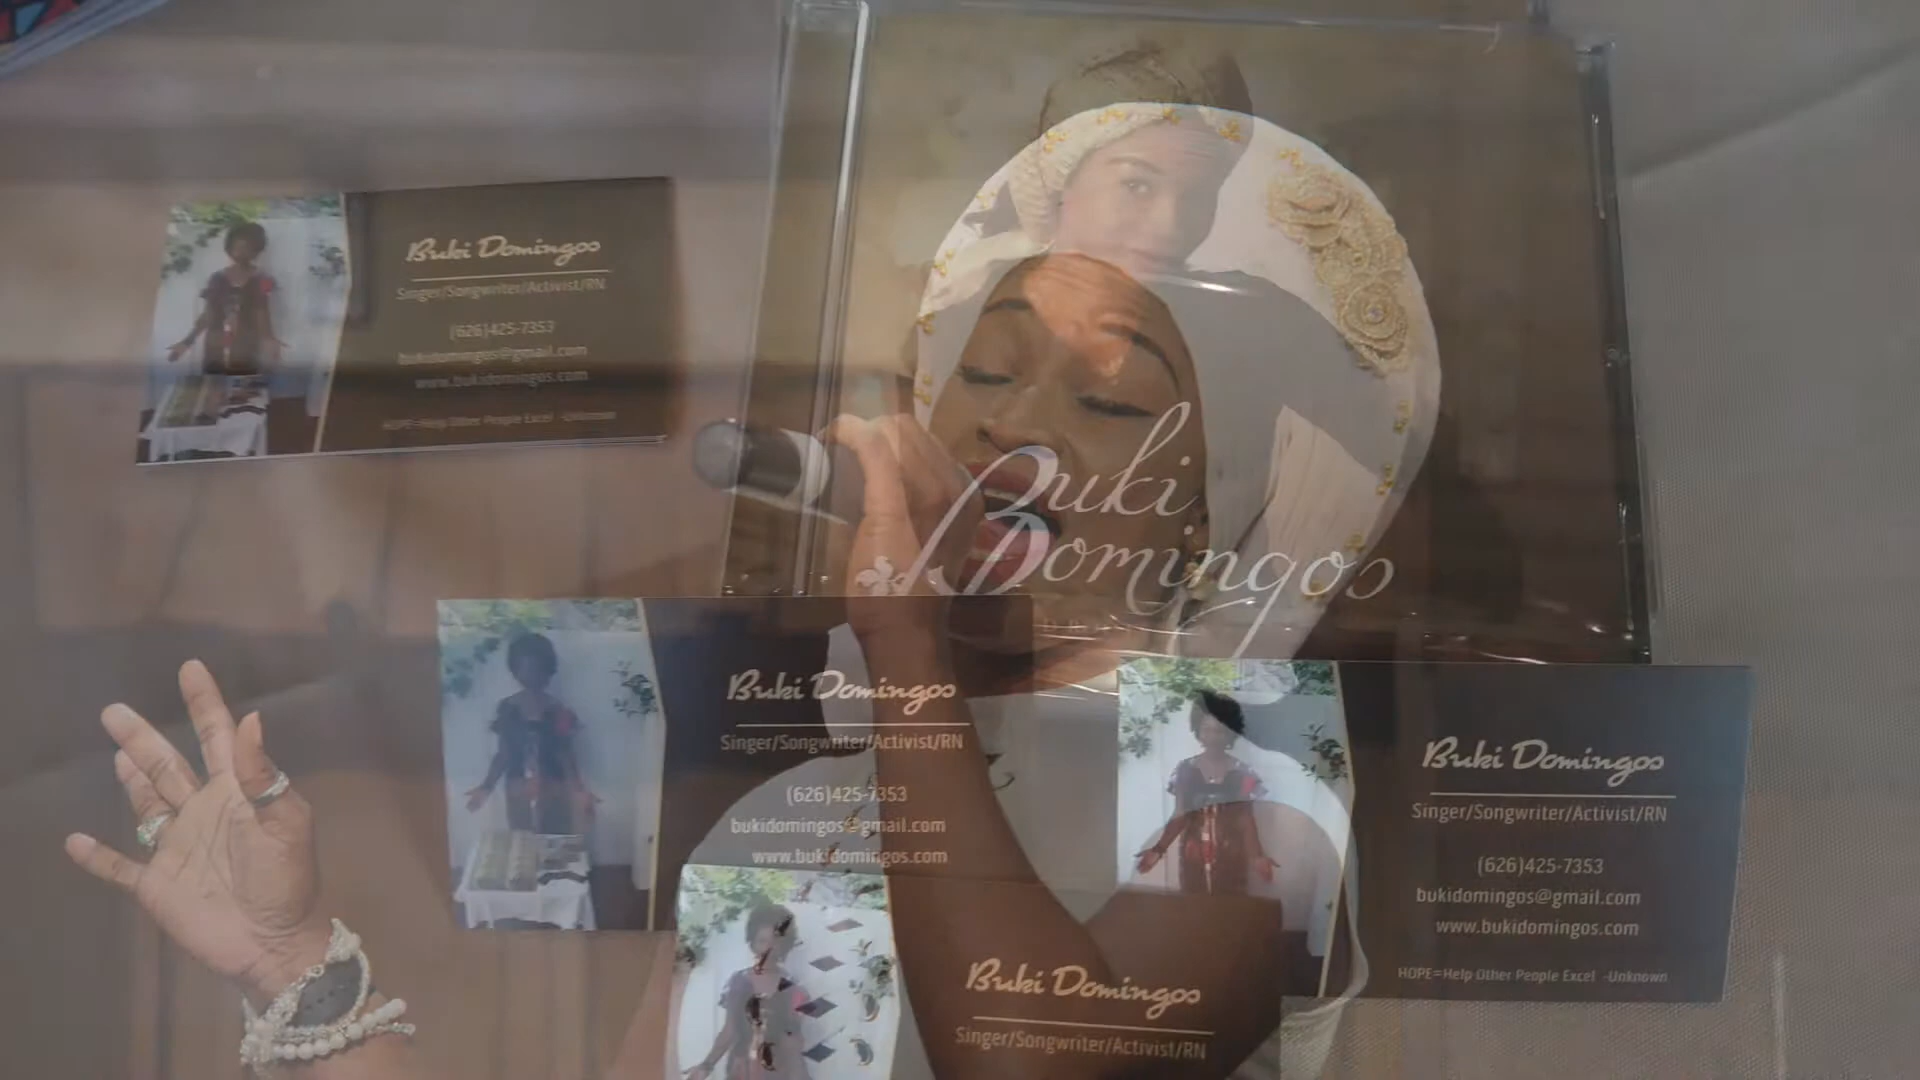 Buki Domingos
Singer/Songwriter/Activist/RN
(626)425-7353
bukidomingos@gmail.com
www.bukidomingos.com
HOPE=Help Other People Excel -Unknown
Buki
Domingos
Buki Domingos
Singer/Songwriter/Activist/RN
(626)425-7353
bukidomingos@gmail.com
www.bukidomingos.com
Buki Domingos
Singer/Songwriter/Activist/RN
(626)425-7353
bukidomingos@gmail.com
www.bukidomingos.com
HOPE=Help Other People Excel -Unknown
Buki Domingos
Singer/Songwriter/Activist/RN